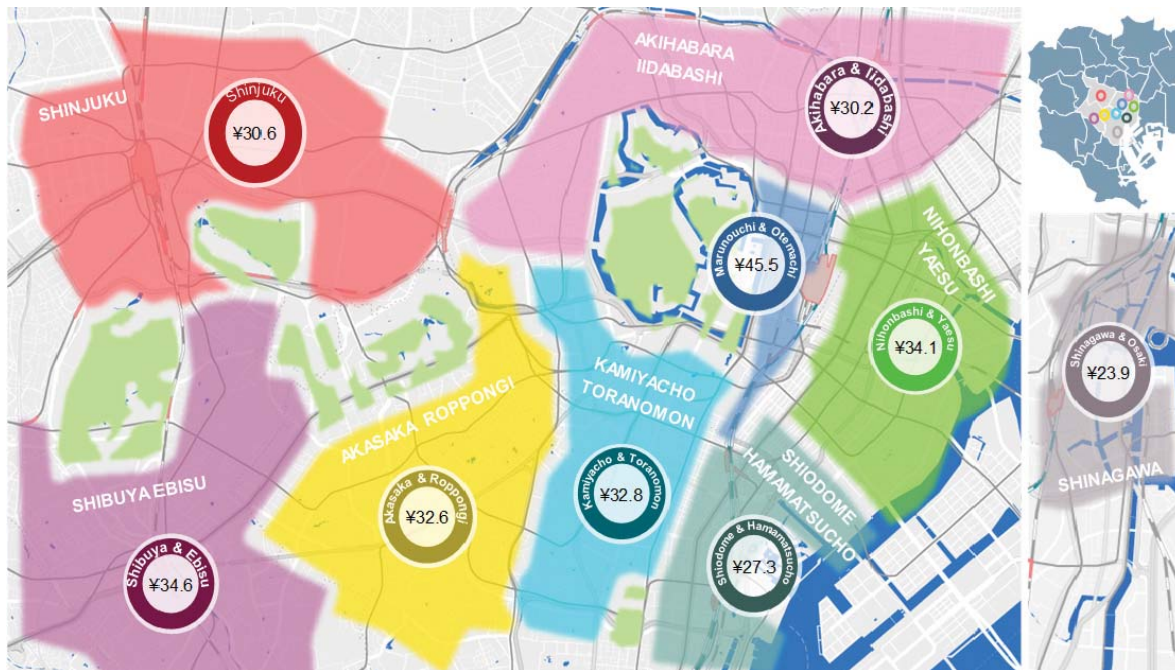 SHINJUKU
Shinjuku
¥30.6
AKIHABARA
IIDABASHI
Akihabara & Iidabashi
¥30.2
Marunouchi & Otemachi
¥45.5
NIHONBASHI
YAESU
Nihonbashi & Yaesu
¥34.1
Shinagawa & Osaki
¥23.9
SHINAGAWA
KAMIYACHO
TORANOMON
Kamiyacho & Toranomon
¥32.8
AKASAKA ROPPONGI
Akasaka & Roppongi
¥32.6
SHIBUYA EBISU
Shibuya & Ebisu
¥34.6
SHIODOME
HAMAMATSUCHO
Shiodome & Hamamatsucho
¥27.3